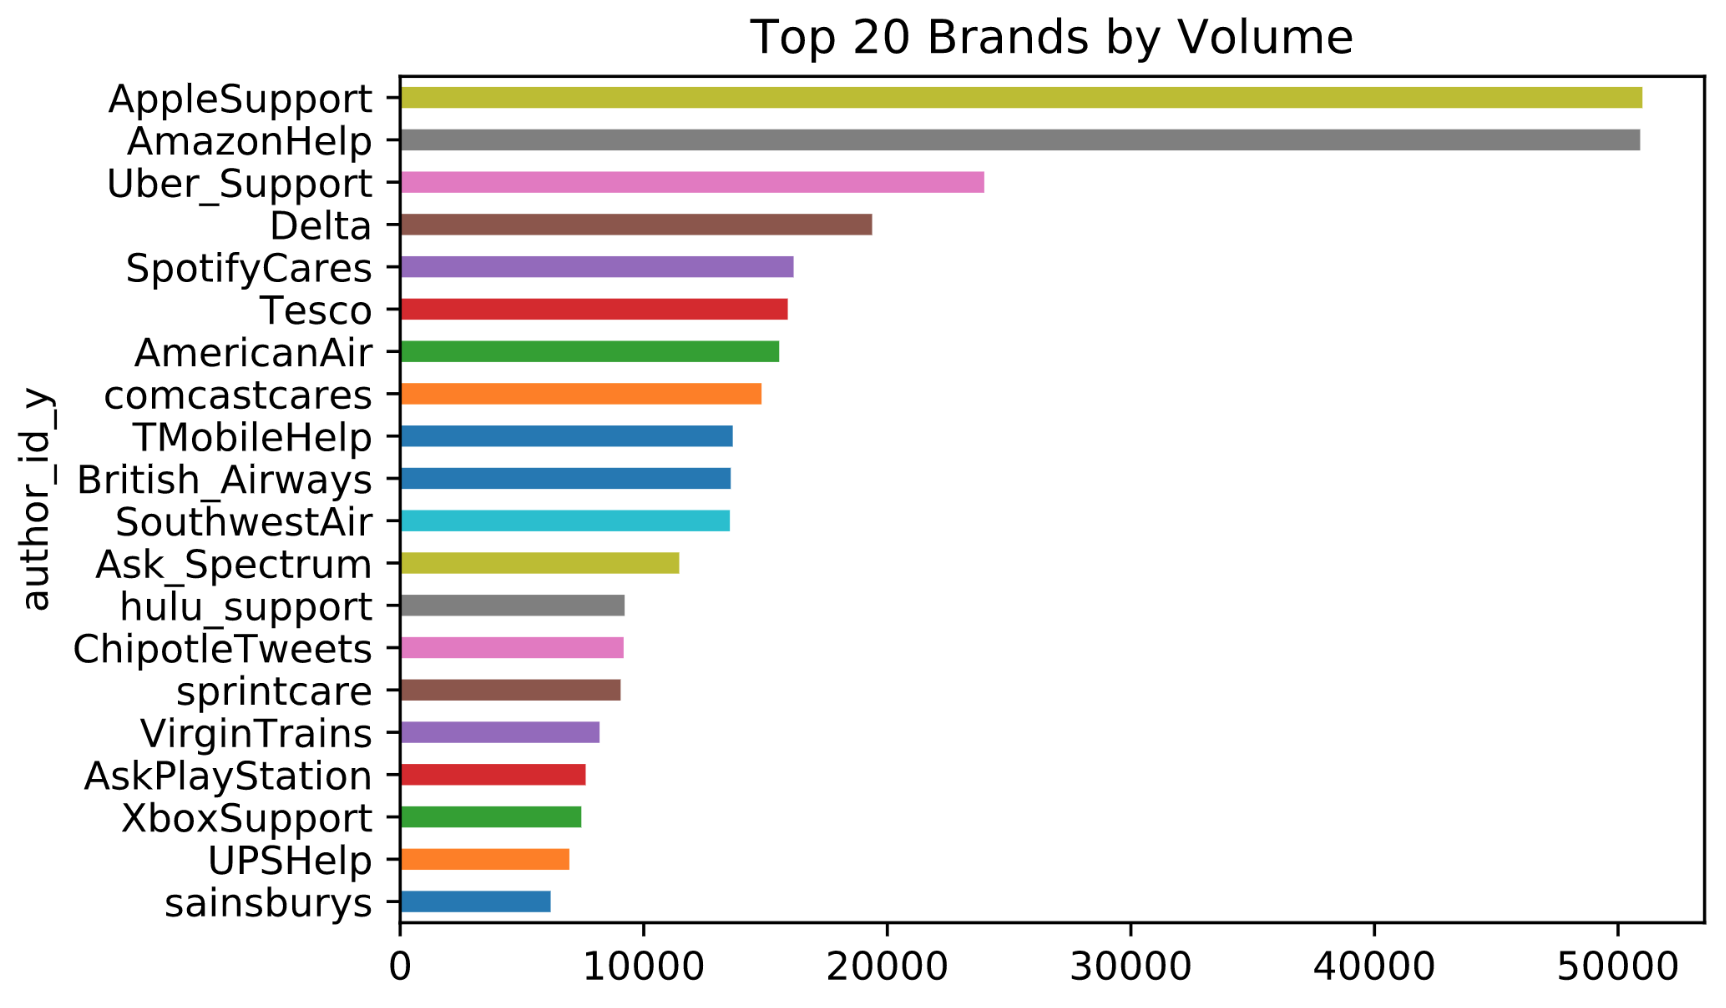 Top 20 Brands by Volume
AppleSupport
AmazonHelp
Uber_Support
Delta
SpotifyCares
Tesco
AmericanAir
comcastcares
TMobileHelp
British_Airways
SouthwestAir
Ask_Spectrum
hulu_support
ChipotleTweets
sprintcare
VirginTrains
AskPlayStation
XboxSupport
UPSHelp
sainsburys
author_id_y
0 10000 20000 30000 40000 50000